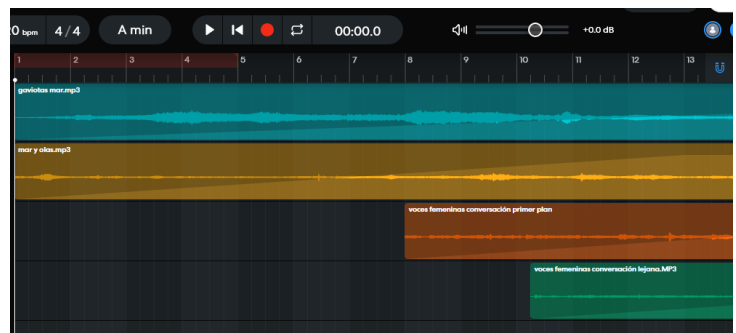 0 bpm 4/4 A min 00:00.0 +0.0 dB
1 2 3 4 5 6 7 8 9 10 11 12 13
gaviotas mar.mp3
mar y olas.mp3
voces femeninas conversación primer plan
voces femeninas conversación lejana.MP3